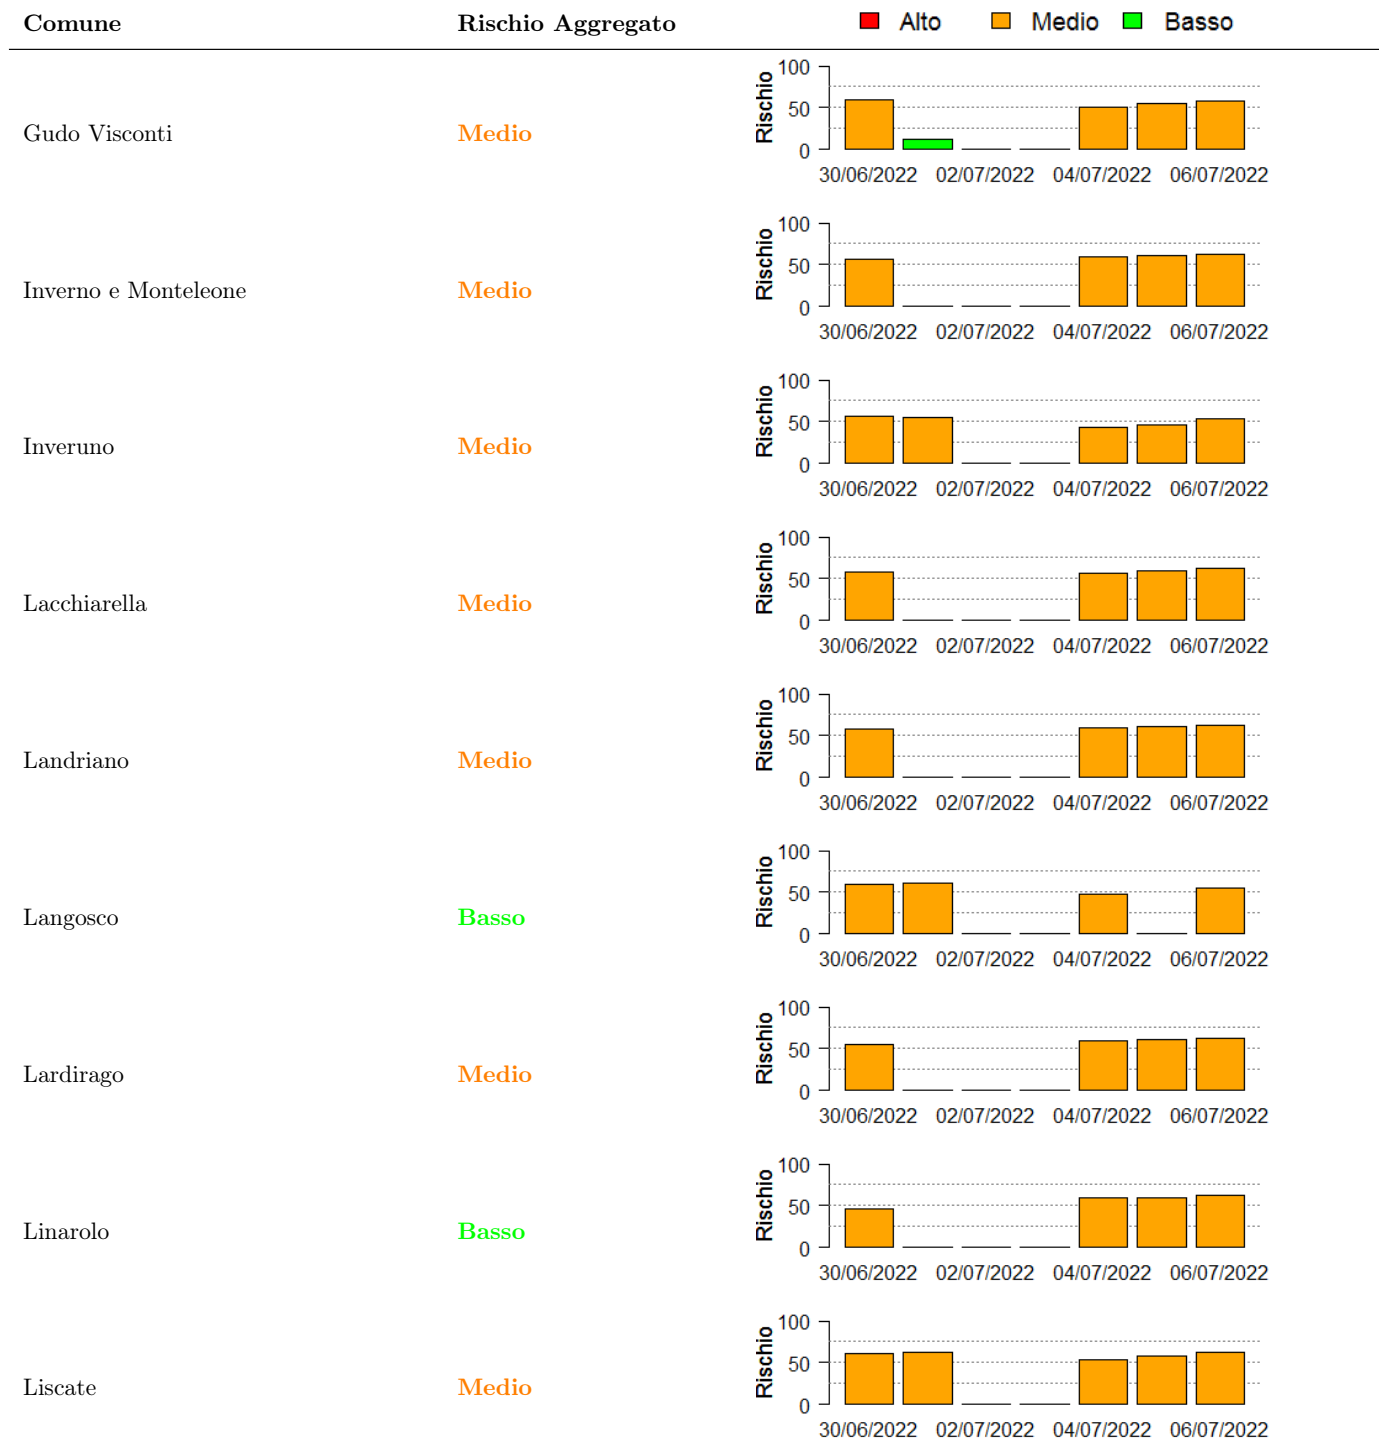 Comune Rischio Aggregato Alto Medio Basso
Gudo Visconti Medio
Rischio
100
50
0
30/06/2022 02/07/2022 04/07/2022 06/07/2022
Inverno e Monteleone Medio
Rischio
100
50
0
30/06/2022 02/07/2022 04/07/2022 06/07/2022
Inveruno Medio
Rischio
100
50
0
30/06/2022 02/07/2022 04/07/2022 06/07/2022
Lacchiarella Medio
Rischio
100
50
0
30/06/2022 02/07/2022 04/07/2022 06/07/2022
Landriano Medio
Rischio
100
50
0
30/06/2022 02/07/2022 04/07/2022 06/07/2022
Langosco Basso
Rischio
100
50
0
30/06/2022 02/07/2022 04/07/2022 06/07/2022
Lardirago Medio
Rischio
100
50
0
30/06/2022 02/07/2022 04/07/2022 06/07/2022
Linarolo Basso
Rischio
100
50
0
30/06/2022 02/07/2022 04/07/2022 06/07/2022
Liscate Medio
Rischio
100
50
0
30/06/2022 02/07/2022 04/07/2022 06/07/2022